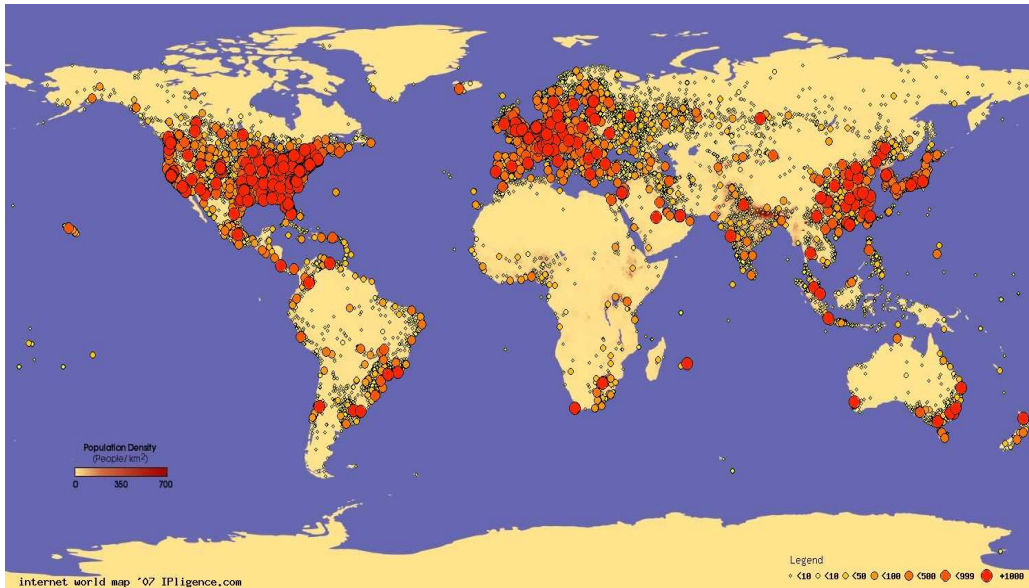 Population Density
(People/km²)
0 350 700
internet world map '07 IPligence.com
Legend
<10 <10 <50 <100 <500 <999 +1000